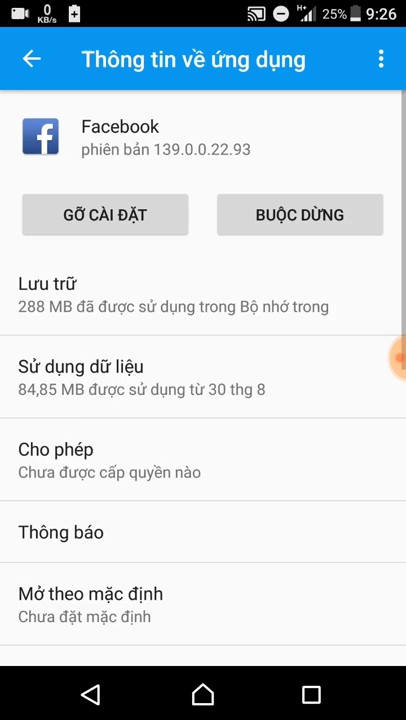 0
KB/s
H+
25%
9:26
Thông tin về ứng dụng
Facebook
phiên bản 139.0.0.22.93
GỠ CÀI ĐẶT
BUỘC DỪNG
Lưu trữ
288 MB đã được sử dụng trong Bộ nhớ trong
Sử dụng dữ liệu
84,85 MB được sử dụng từ 30 thg 8
Cho phép
Chưa được cấp quyền nào
Thông báo
Mở theo mặc định
Chưa đặt mặc định